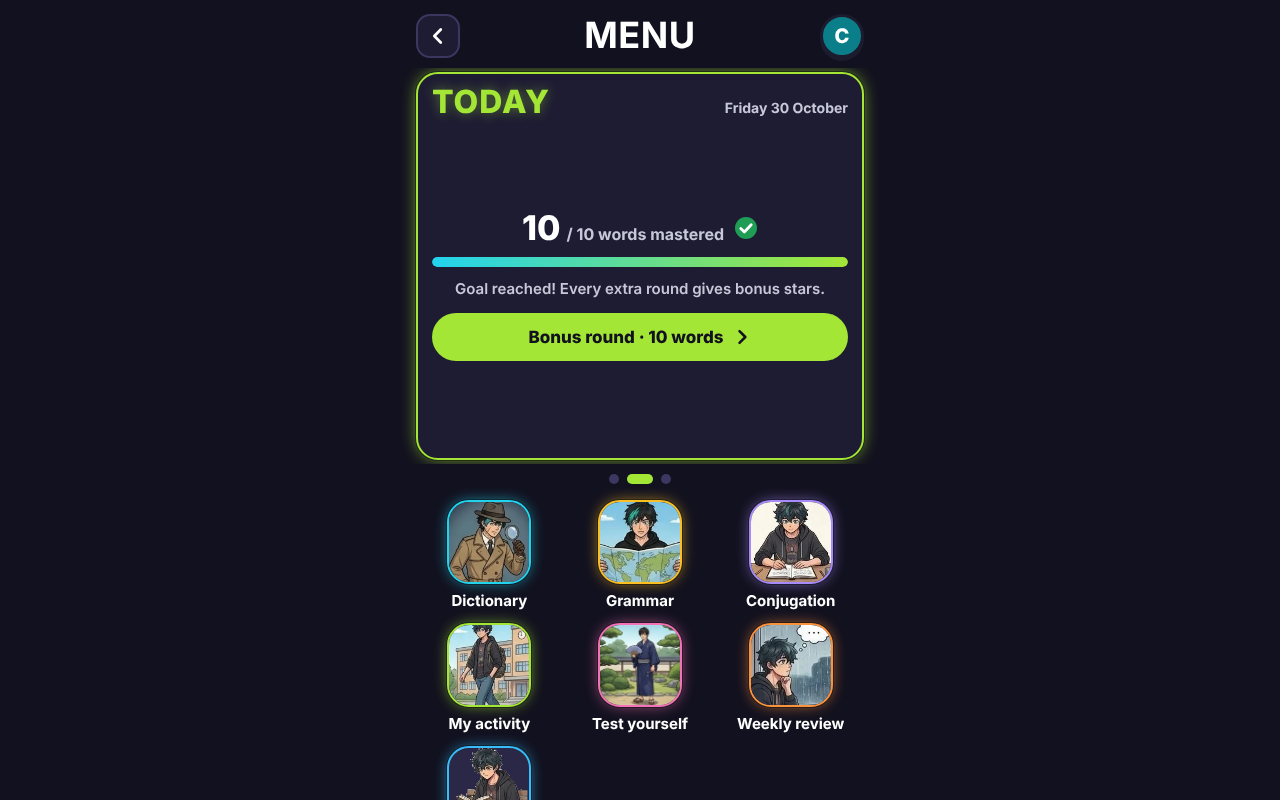 MENU
C
TODAY
Friday 30 October
10 / 10 words mastered
Goal reached! Every extra round gives bonus stars.
Bonus round · 10 words
Dictionary
Grammar
Conjugation
My activity
Test yourself
Weekly review